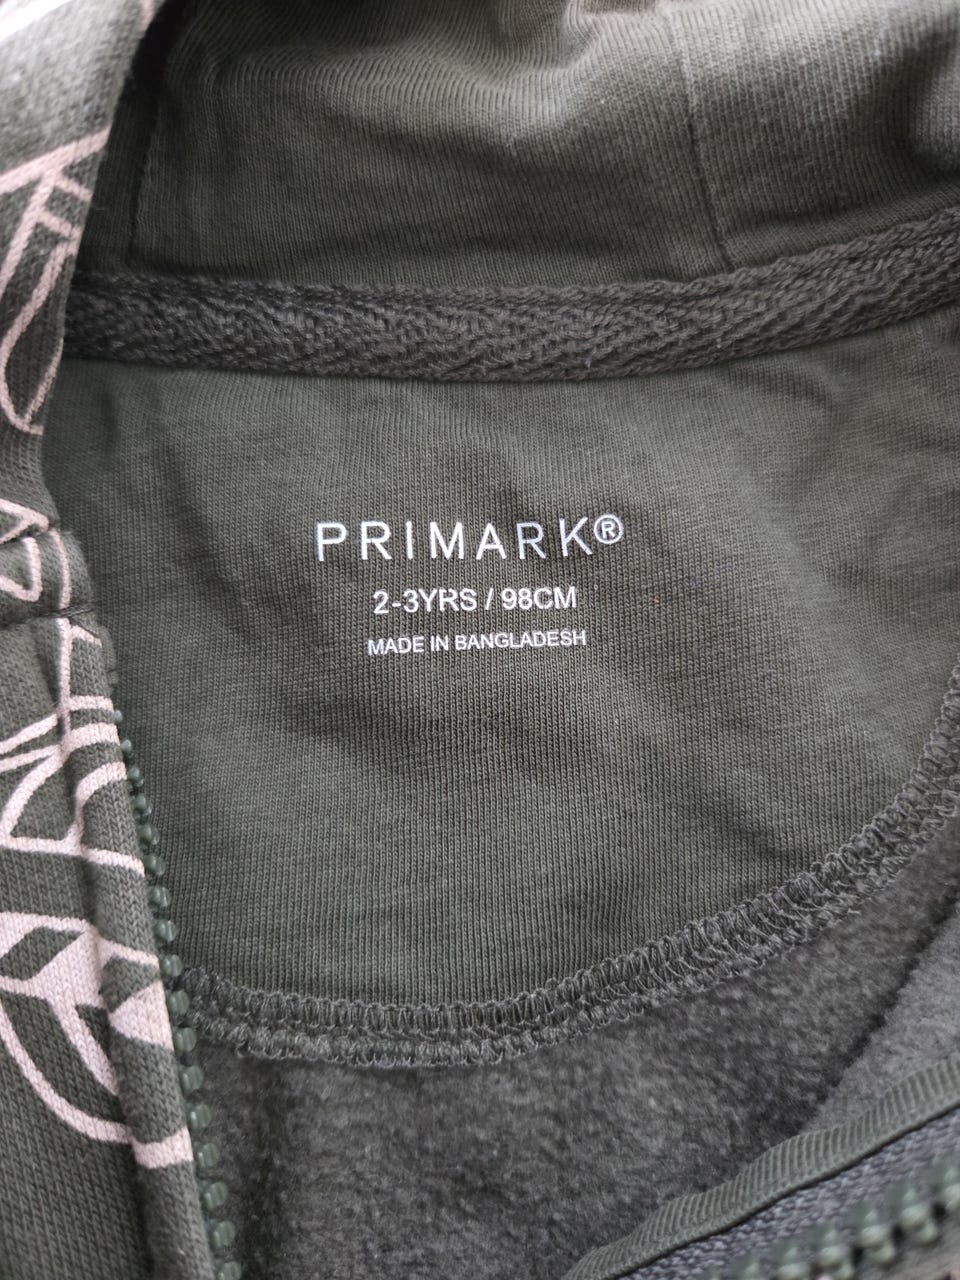 PRIMARK®
2-3YRS / 98CM
MADE IN BANGLADESH